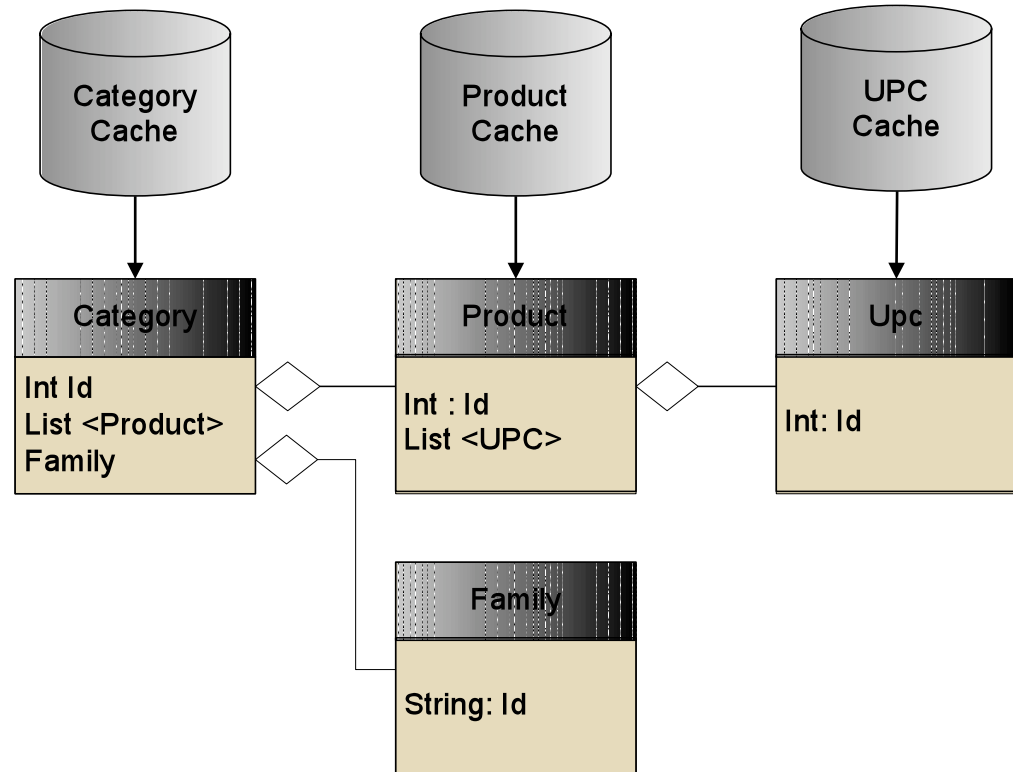 Category
Cache
Product
Cache
UPC
Cache
Category
Int Id
List <Product>
Family
Product
Int : Id
List <UPC>
Upc
Int: Id
Family
String: Id